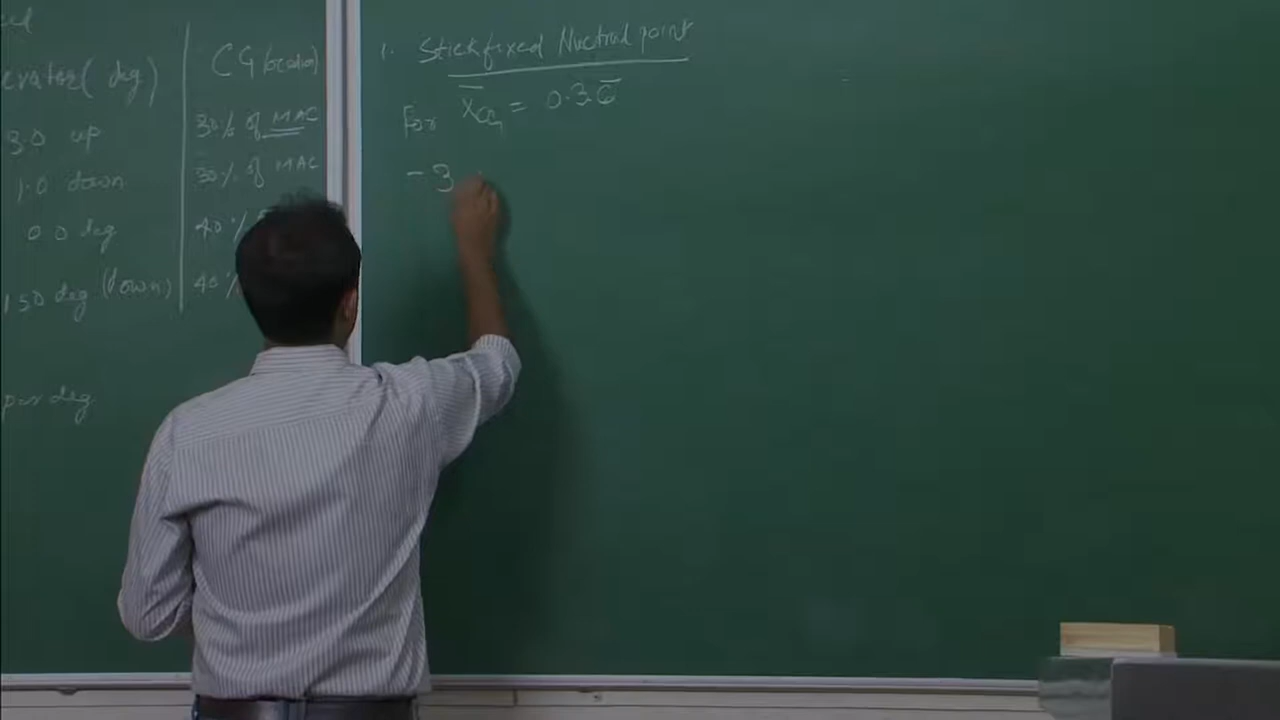 evator( deg)
CG location)
3.0 up
30% of MAC
1.0 down
30% of MAC
0.0 deg
40%
1.50 deg (down)
40%
per deg
1. Stick fixed Nuetral point
For x̄CG = 0.3c̄
-3